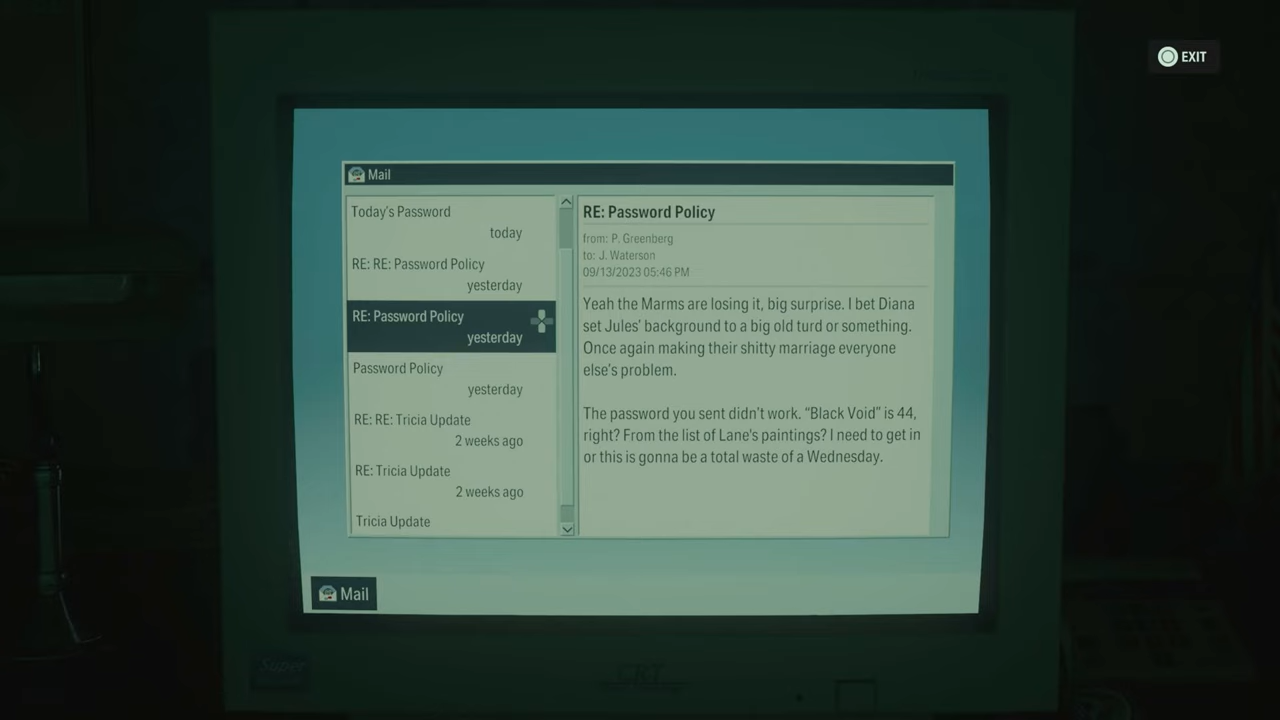 EXIT
Mail
Today's Password
today
RE: RE: Password Policy
yesterday
RE: Password Policy
yesterday
Password Policy
yesterday
RE: RE: Tricia Update
2 weeks ago
RE: Tricia Update
2 weeks ago
Tricia Update
RE: Password Policy
from: P. Greenberg
to: J. Waterson
09/13/2023 05:46 PM
Yeah the Marms are losing it, big surprise. I bet Diana
set Jules' background to a big old turd or something.
Once again making their shitty marriage everyone
else's problem.
The password you sent didn't work. “Black Void” is 44,
right? From the list of Lane's paintings? I need to get in
or this is gonna be a total waste of a Wednesday.
Mail
Super
CRT